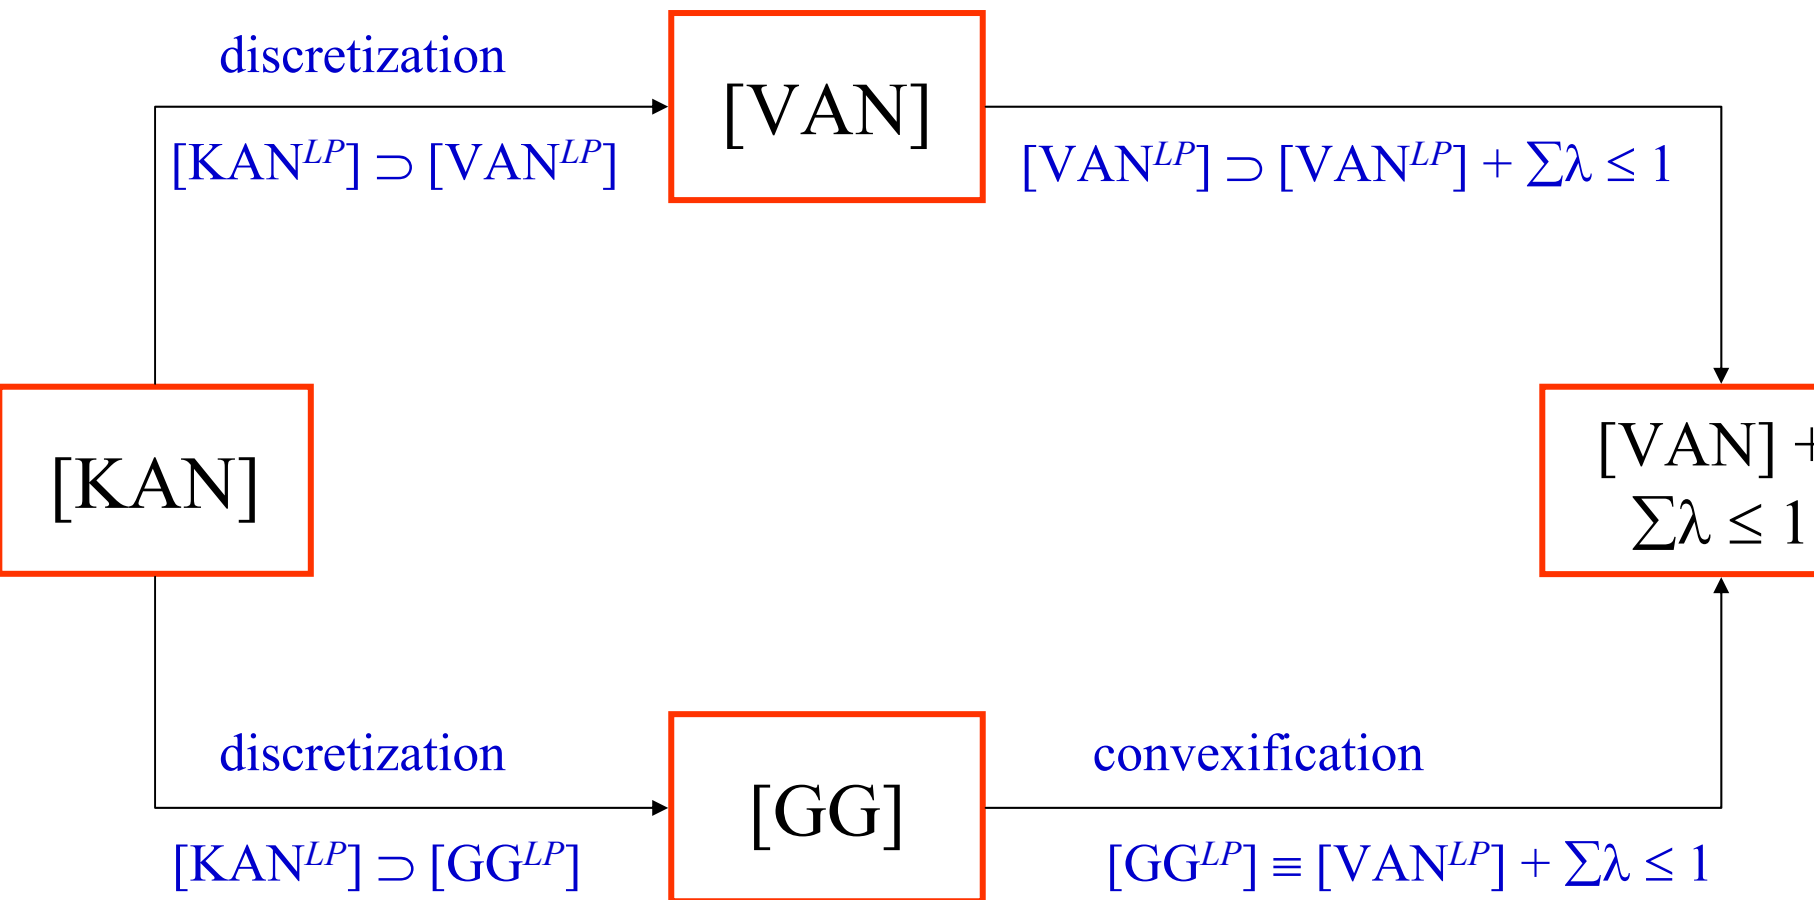 discretization
[VAN]
[KAN^{LP}] ⊃ [VAN^{LP}]
[VAN^{LP}] ⊃ [VAN^{LP}] + ∑λ ≤ 1
[KAN]
[VAN] +
∑λ ≤ 1
discretization
[GG]
convexification
[KAN^{LP}] ⊃ [GG^{LP}]
[GG^{LP}] ≡ [VAN^{LP}] + ∑λ ≤ 1